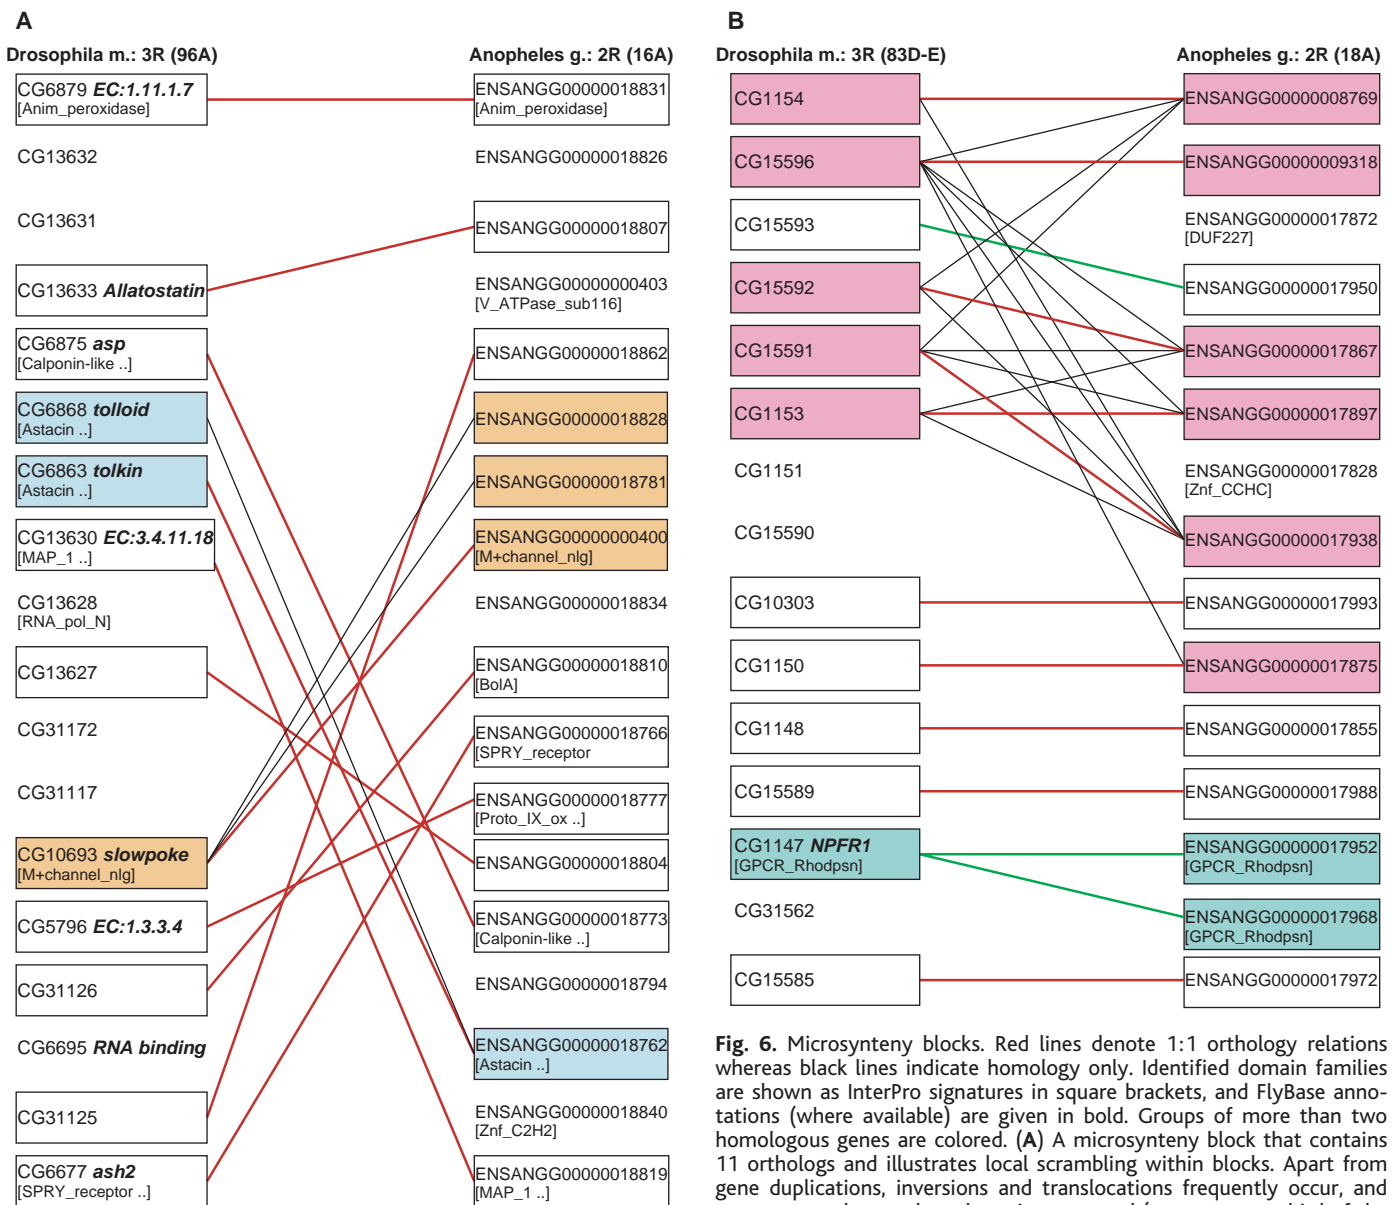 A
Drosophila m.: 3R (96A)
Anopheles g.: 2R (16A)
CG6879 EC:1.11.1.7
[Anim_peroxidase]
CG13632
CG13631
CG13633 Allatostatin
CG6875 asp
[Calponin-like ..]
CG6868 tolloid
[Astacin ..]
CG6863 tolkin
[Astacin ..]
CG13630 EC:3.4.11.18
[MAP_1 ..]
CG13628
[RNA_pol_N]
CG13627
CG31172
CG31117
CG10693 slowpoke
[M+channel_nlg]
CG5796 EC:1.3.3.4
CG31126
CG6695 RNA binding
CG31125
CG6677 ash2
[SPRY_receptor ..]
ENSANGG00000018831
[Anim_peroxidase]
ENSANGG00000018826
ENSANGG00000018807
ENSANGG00000000403
[V_ATPase_sub116]
ENSANGG00000018862
ENSANGG00000018828
ENSANGG00000018781
ENSANGG00000000400
[M+channel_nlg]
ENSANGG00000018834
ENSANGG00000018810
[BolA]
ENSANGG00000018766
[SPRY_receptor
ENSANGG00000018777
[Proto_IX_ox ..]
ENSANGG00000018804
ENSANGG00000018773
[Calponin-like ..]
ENSANGG00000018794
ENSANGG00000018762
[Astacin ..]
ENSANGG00000018840
[Znf_C2H2]
ENSANGG00000018819
[MAP_1 ..]
B
Drosophila m.: 3R (83D-E)
Anopheles g.: 2R (18A)
CG1154
CG15596
CG15593
CG15592
CG15591
CG1153
CG1151
CG15590
CG10303
CG1150
CG1148
CG15589
CG1147 NPFR1
[GPCR_Rhodpsn]
CG31562
CG15585
ENSANGG00000008769
ENSANGG00000009318
ENSANGG00000017872
[DUF227]
ENSANGG00000017950
ENSANGG00000017867
ENSANGG00000017897
ENSANGG00000017828
[Znf_CCHC]
ENSANGG00000017938
ENSANGG00000017993
ENSANGG00000017875
ENSANGG00000017855
ENSANGG00000017988
ENSANGG00000017952
[GPCR_Rhodpsn]
ENSANGG00000017968
[GPCR_Rhodpsn]
ENSANGG00000017972
Fig. 6. Microsynteny blocks. Red lines denote 1:1 orthology relations
whereas black lines indicate homology only. Identified domain families
are shown as InterPro signatures in square brackets, and FlyBase anno-
tations (where available) are given in bold. Groups of more than two
homologous genes are colored. (A) A microsynteny block that contains
11 orthologs and illustrates local scrambling within blocks. Apart from
gene duplications, inversions and translocations frequently occur, and